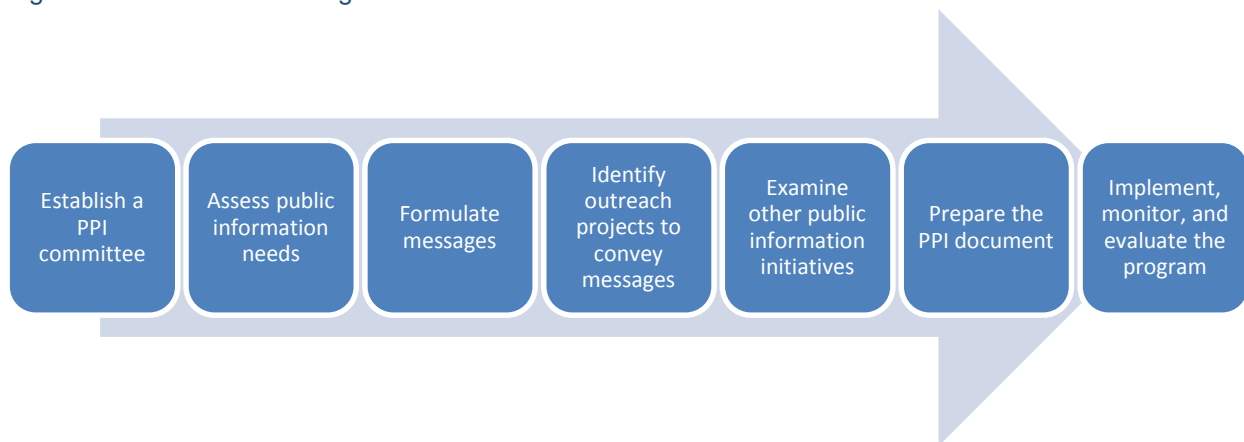 Establish a
PPI
committee
Assess public
information
needs
Formulate
messages
Identify
outreach
projects to
convey
messages
Examine
other public
information
initiatives
Prepare the
PPI document
Implement,
monitor, and
evaluate the
program